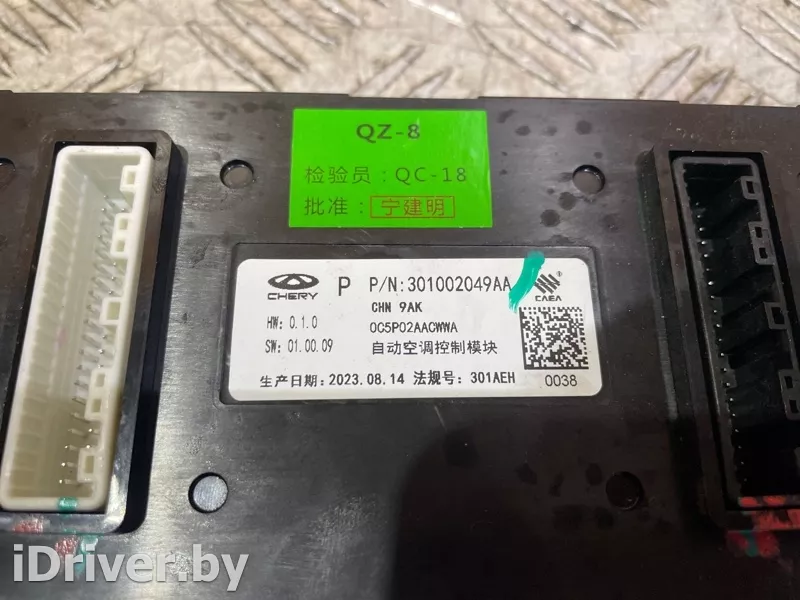 QZ-8
检验员：QC-18
批准：宁建明
CHERY P P/N:301002049AA CAEA
CHN 9AK
HW: 0.1.0 0C5P02AACWWA
SW: 01.00.09 自动空调控制模块
生产日期: 2023.08.14 法规号: 301AEH 0038
iDriver.by